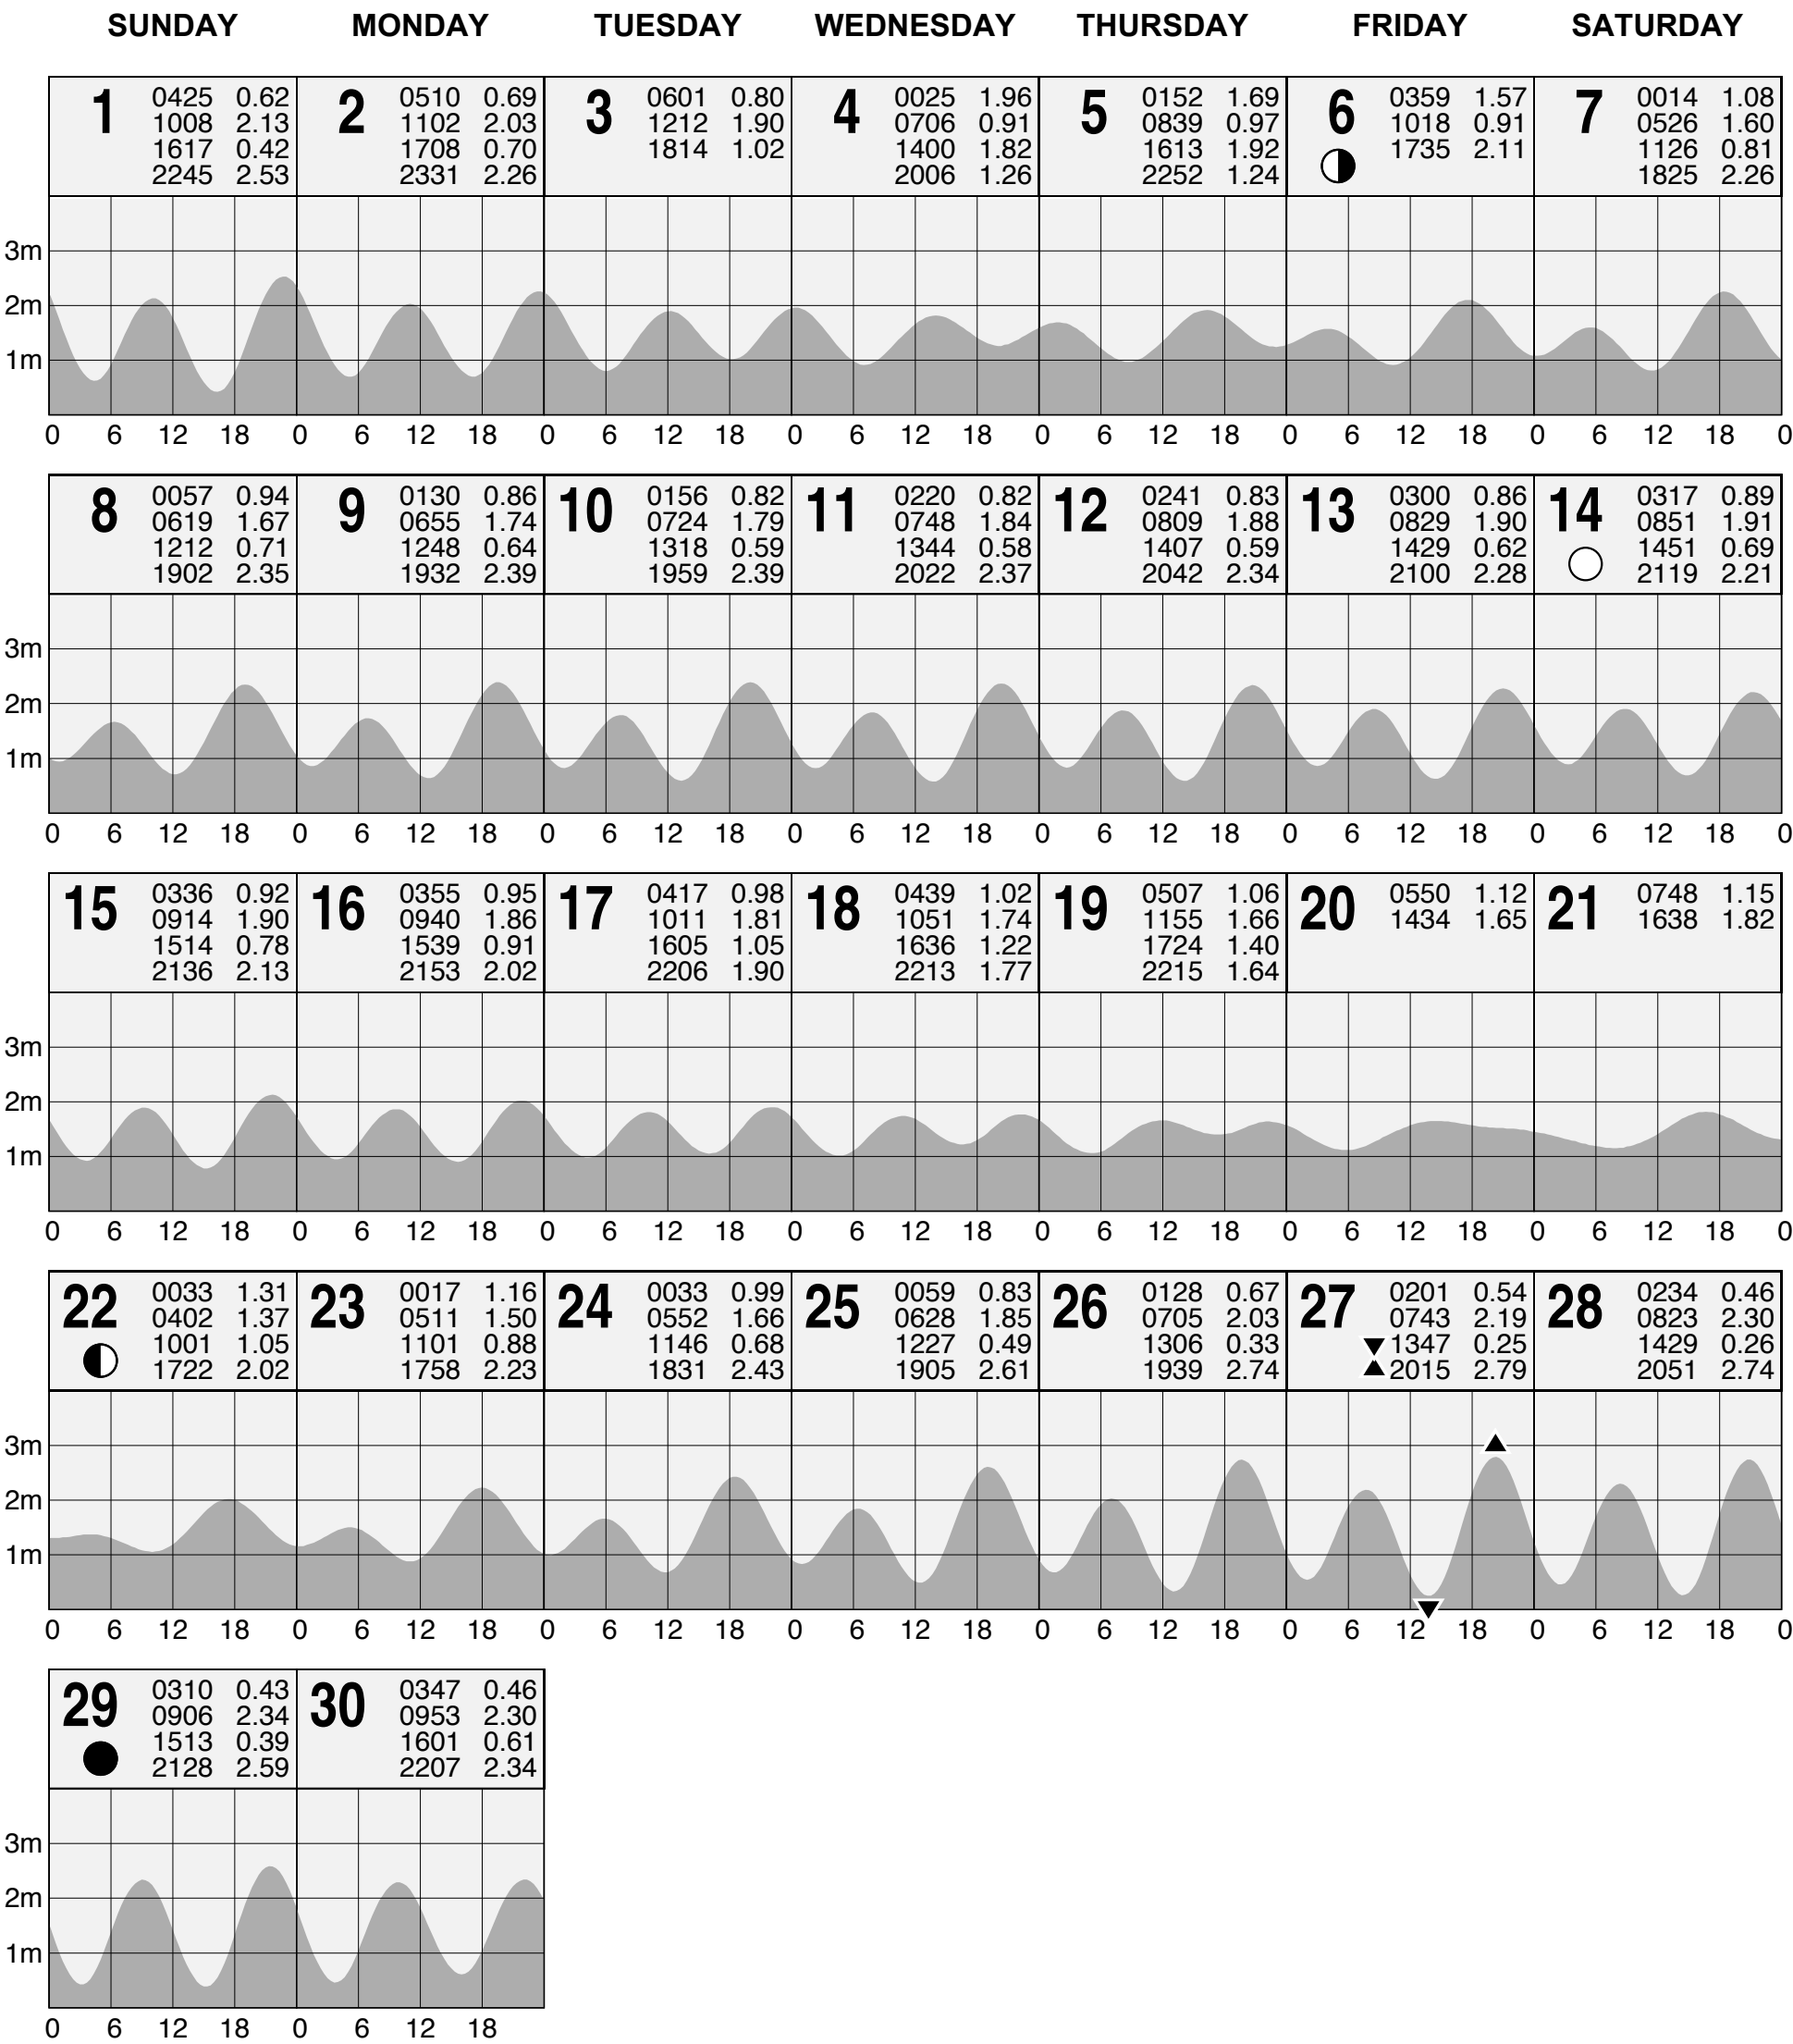 SUNDAY MONDAY TUESDAY WEDNESDAY THURSDAY FRIDAY SATURDAY
1 0425 0.62 2 0510 0.69 3 0601 0.80 4 0025 1.96 5 0152 1.69 6 0359 1.57 7 0014 1.08
1008 2.13 1102 2.03 1212 1.90 0706 0.91 0839 0.97 1018 0.91 0526 1.60
1617 0.42 1708 0.70 1814 1.02 1400 1.82 1613 1.92 1735 2.11 1126 0.81
2245 2.53 2331 2.26 2006 1.26 2252 1.24 1825 2.26
3m
2m
1m
0 6 12 18 0 6 12 18 0 6 12 18 0 6 12 18 0 6 12 18 0 6 12 18 0 6 12 18 0
8 0057 0.94 9 0130 0.86 10 0156 0.82 11 0220 0.82 12 0241 0.83 13 0300 0.86 14 0317 0.89
0619 1.67 0655 1.74 0724 1.79 0748 1.84 0809 1.88 0829 1.90 0851 1.91
1212 0.71 1248 0.64 1318 0.59 1344 0.58 1407 0.59 1429 0.62 1451 0.69
1902 2.35 1932 2.39 1959 2.39 2022 2.37 2042 2.34 2100 2.28 2119 2.21
3m
2m
1m
0 6 12 18 0 6 12 18 0 6 12 18 0 6 12 18 0 6 12 18 0 6 12 18 0 6 12 18 0
15 0336 0.92 16 0355 0.95 17 0417 0.98 18 0439 1.02 19 0507 1.06 20 0550 1.12 21 0748 1.15
0914 1.90 0940 1.86 1011 1.81 1051 1.74 1155 1.66 1434 1.65 1638 1.82
1514 0.78 1539 0.91 1605 1.05 1636 1.22 1724 1.40
2136 2.13 2153 2.02 2206 1.90 2213 1.77 2215 1.64
3m
2m
1m
0 6 12 18 0 6 12 18 0 6 12 18 0 6 12 18 0 6 12 18 0 6 12 18 0 6 12 18 0
22 0033 1.31 23 0017 1.16 24 0033 0.99 25 0059 0.83 26 0128 0.67 27 0201 0.54 28 0234 0.46
0402 1.37 0511 1.50 0552 1.66 0628 1.85 0705 2.03 0743 2.19 0823 2.30
1001 1.05 1101 0.88 1146 0.68 1227 0.49 1306 0.33 1347 0.25 1429 0.26
1722 2.02 1758 2.23 1831 2.43 1905 2.61 1939 2.74 2015 2.79 2051 2.74
3m
2m
1m
0 6 12 18 0 6 12 18 0 6 12 18 0 6 12 18 0 6 12 18 0 6 12 18 0 6 12 18 0
29 0310 0.43 30 0347 0.46
0906 2.34 0953 2.30
1513 0.39 1601 0.61
2128 2.59 2207 2.34
3m
2m
1m
0 6 12 18 0 6 12 18